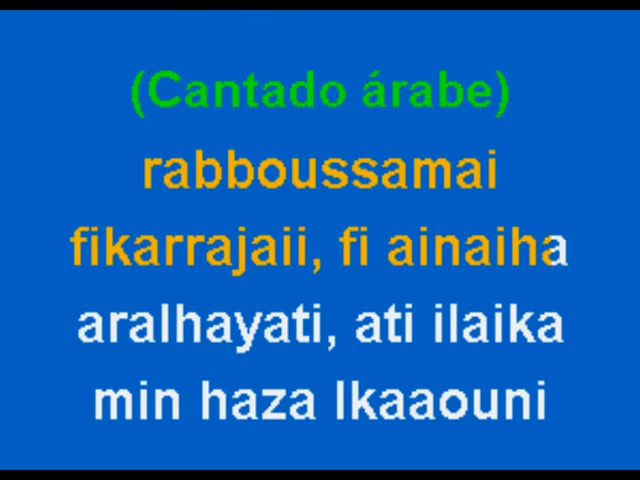 (Cantado árabe)
rabboussamai
fikarrajaii, fi ainaiha
aralhayati, ati ilaika
min haza lkaaouni